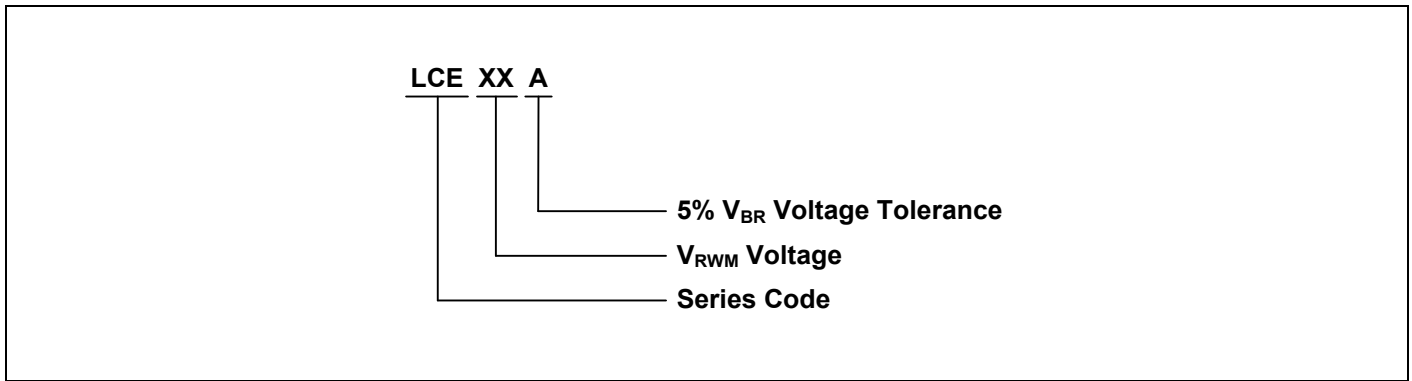 LCE XX A
5% VBR Voltage Tolerance
VRWM Voltage
Series Code